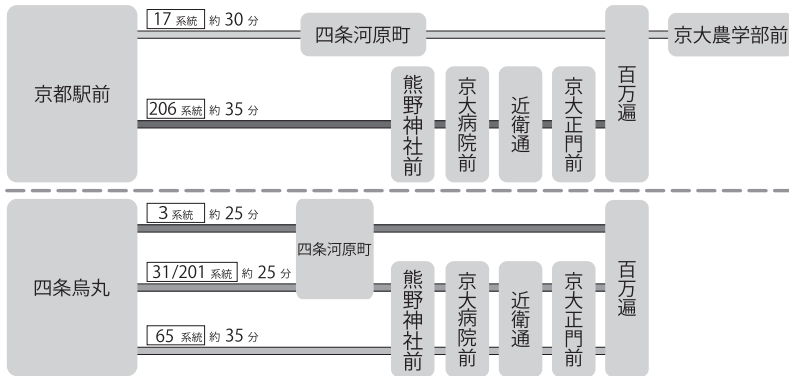 17 系統 約 30 分
四条河原町
京大農学部前
京都駅前
百万遍
206 系統 約 35 分
熊野神社前
京大病院前
近衛通
京大正門前
3 系統 約 25 分
四条河原町
31/201 系統 約 25 分
四条烏丸
百万遍
熊野神社前
京大病院前
近衛通
京大正門前
65 系統 約 35 分